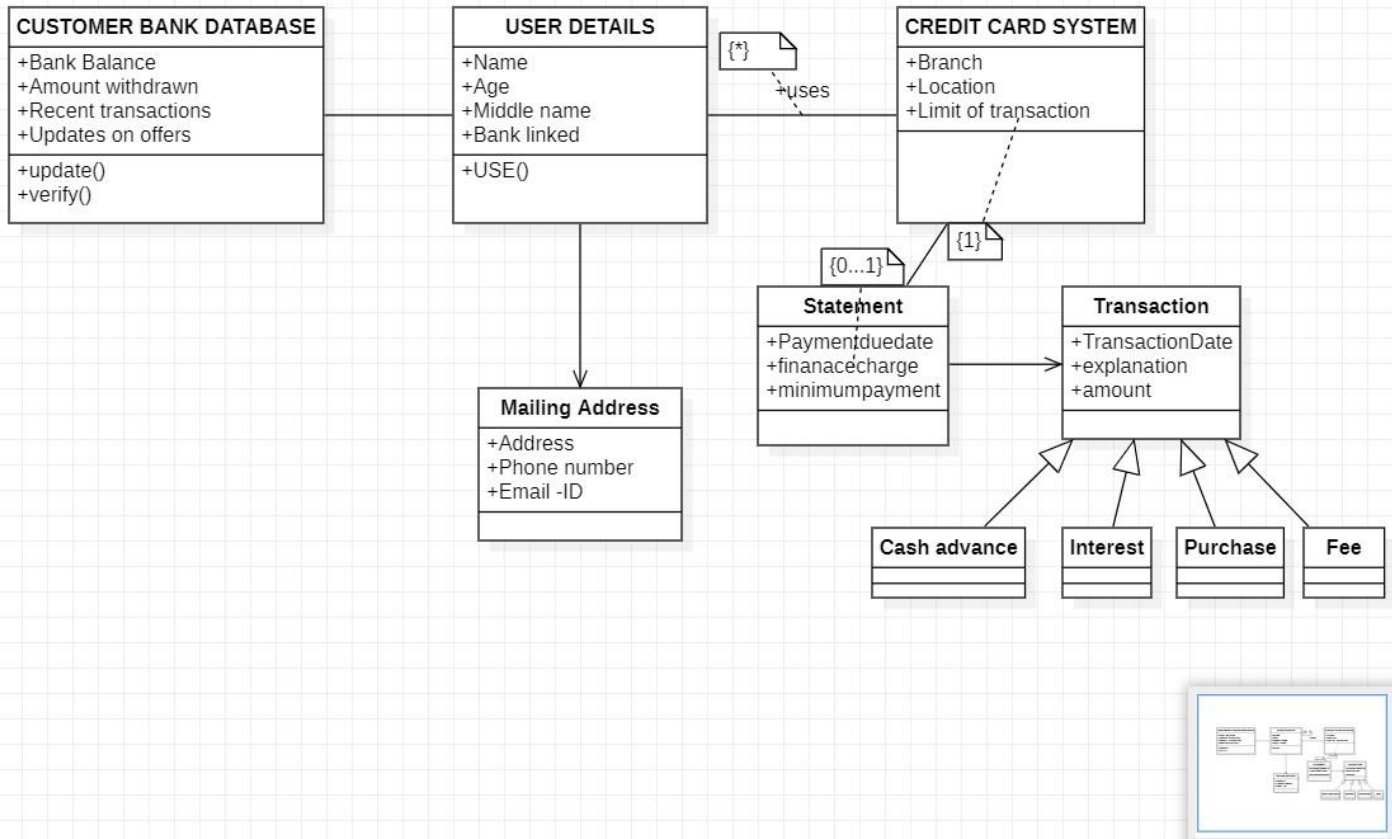 CUSTOMER BANK DATABASE
+Bank Balance
+Amount withdrawn
+Recent transactions
+Updates on offers
+update()
+verify()
USER DETAILS
+Name
+Age
+Middle name
+Bank linked
+USE()
{*}
+uses
CREDIT CARD SYSTEM
+Branch
+Location
+Limit of transaction
{1}
{0...1}
Statement
+Paymentduedate
+finanacecharge
+minimumpayment
Transaction
+TransactionDate
+explanation
+amount
Mailing Address
+Address
+Phone number
+Email -ID
Cash advance
Interest
Purchase
Fee